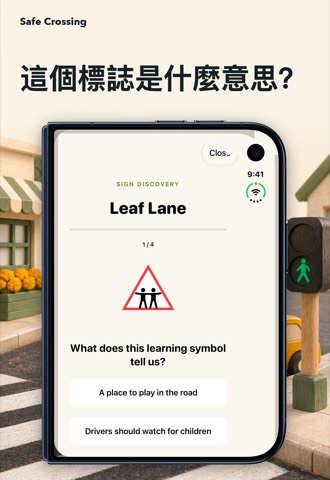 Safe Crossing
這個標誌是什麼意思?
Clos..
9:41
SIGN DISCOVERY
Leaf Lane
1 / 4
What does this learning symbol
tell us?
A place to play in the road
Drivers should watch for children